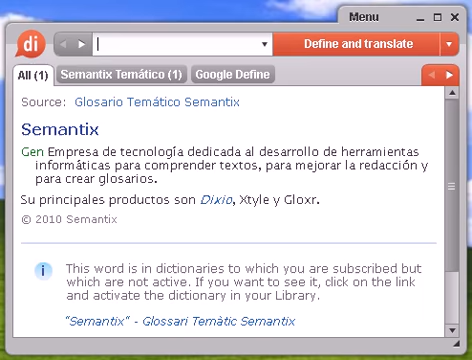 Menu
di
Define and translate
All (1)
Semantix Temático (1)
Google Define
Source: Glosario Temático Semantix
Semantix
Gen Empresa de tecnología dedicada al desarrollo de herramientas
informáticas para comprender textos, para mejorar la redacción y
para crear glosarios.
Su principales productos son Dixio, Xtyle y Gloxr.
© 2010 Semantix
i
This word is in dictionaries to which you are subscribed but
which are not active. If you want to see it, click on the link
and activate the dictionary in your Library.
"Semantix" - Glossari Temàtic Semantix